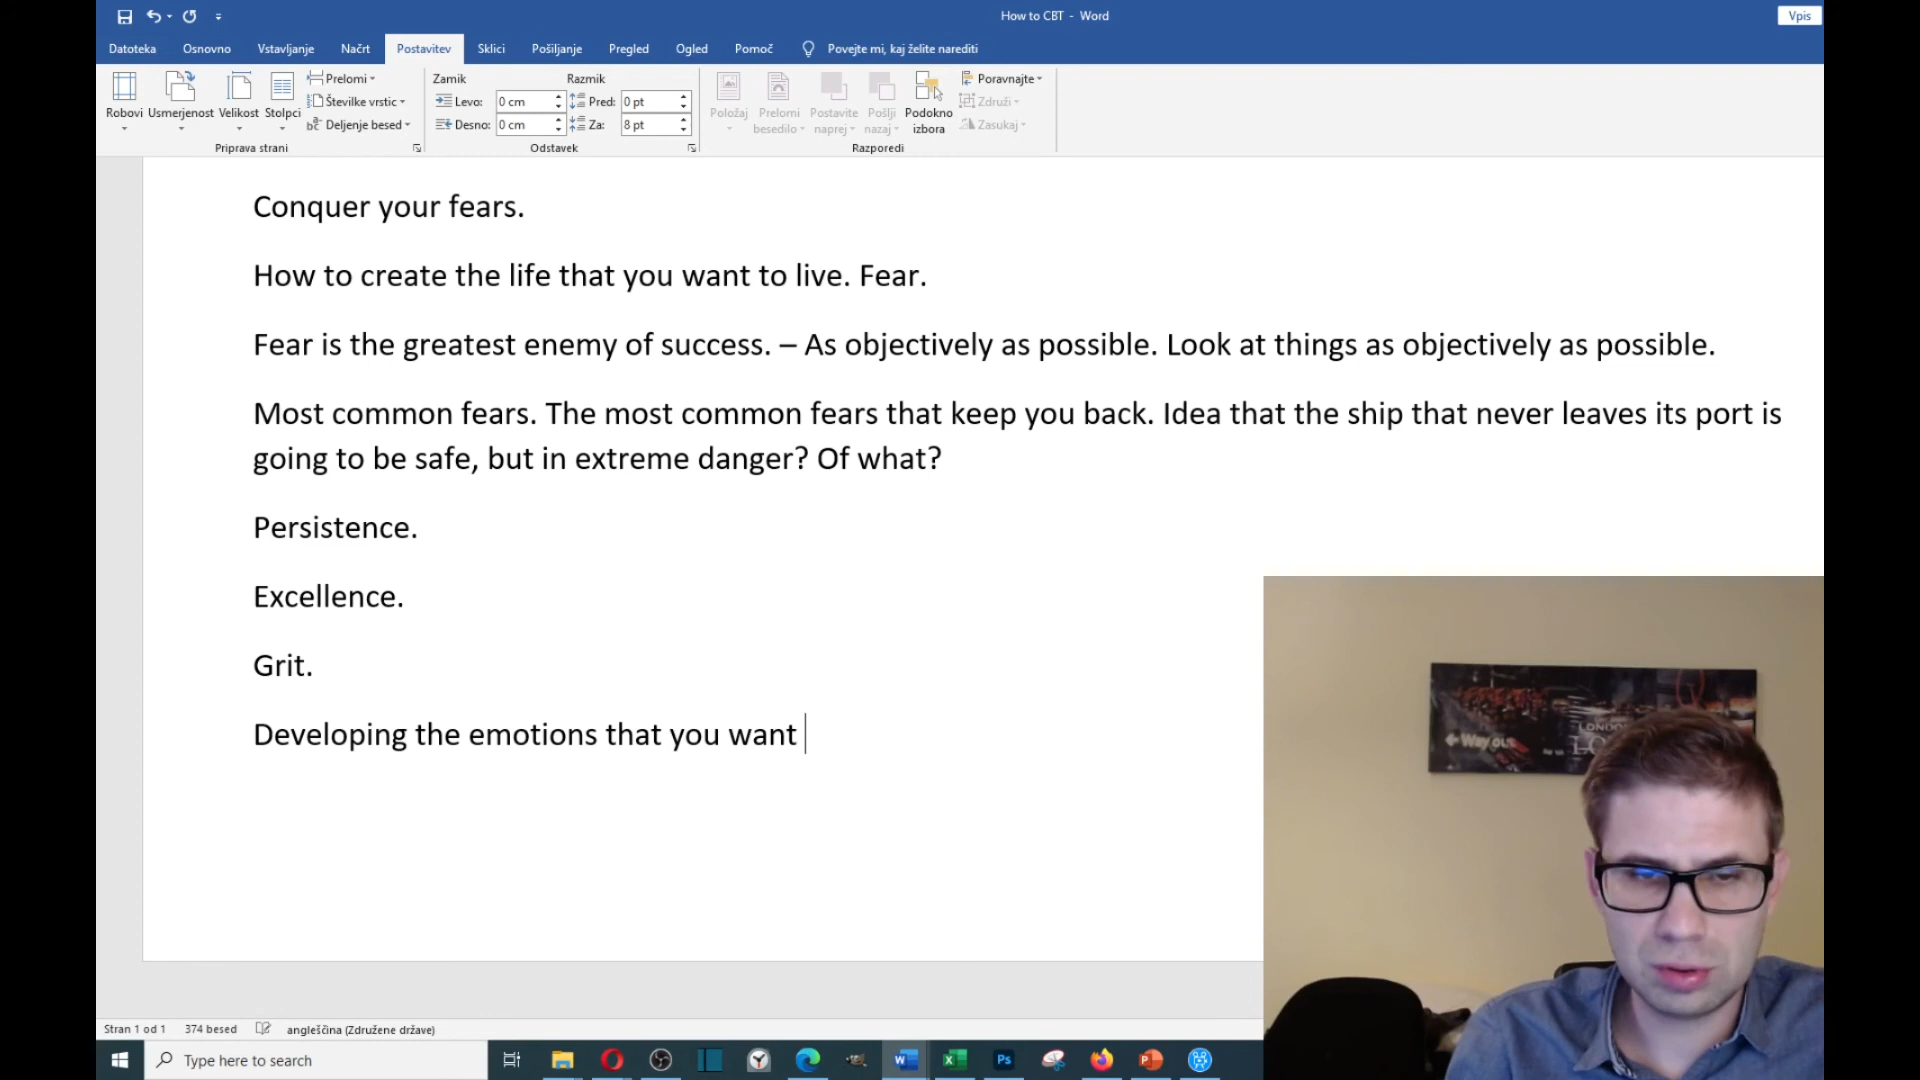 How to CBT - Word
Vpis
Datoteka Osnovno Vstavljanje Načrt Postavitev Sklici Pošiljanje Pregled Ogled Pomoč Povejte mi, kaj želite narediti
Robovi Usmerjenost Velikost Stolpci
Prelomi
Številke vrstic
Deljenje besed
Priprava strani
Zamik Razmik
Levo: 0 cm Pred: 0 pt
Desno: 0 cm Za: 8 pt
Odstavek
Položaj Prelomi besedilo Postavite naprej Pošlji nazaj Podokno izbora
Poravnajte
Združi
Zasukaj
Razporedi
Conquer your fears.
How to create the life that you want to live. Fear.
Fear is the greatest enemy of success. – As objectively as possible. Look at things as objectively as possible.
Most common fears. The most common fears that keep you back. Idea that the ship that never leaves its port is
going to be safe, but in extreme danger? Of what?
Persistence.
Excellence.
Grit.
Developing the emotions that you want
LONDON
Way out
Stran 1 od 1 374 besed angleščina (Združene države)
Type here to search